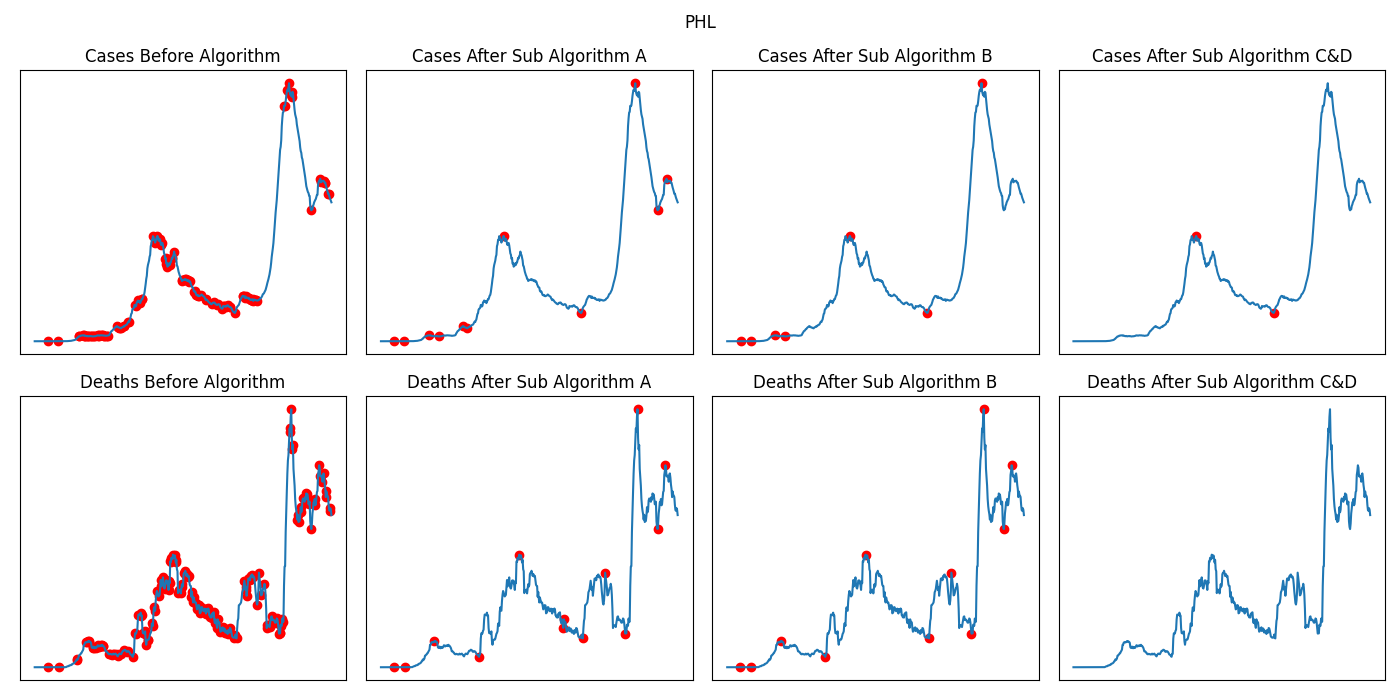 PHL
Cases Before Algorithm
Cases After Sub Algorithm A
Cases After Sub Algorithm B
Cases After Sub Algorithm C&D
Deaths Before Algorithm
Deaths After Sub Algorithm A
Deaths After Sub Algorithm B
Deaths After Sub Algorithm C&D